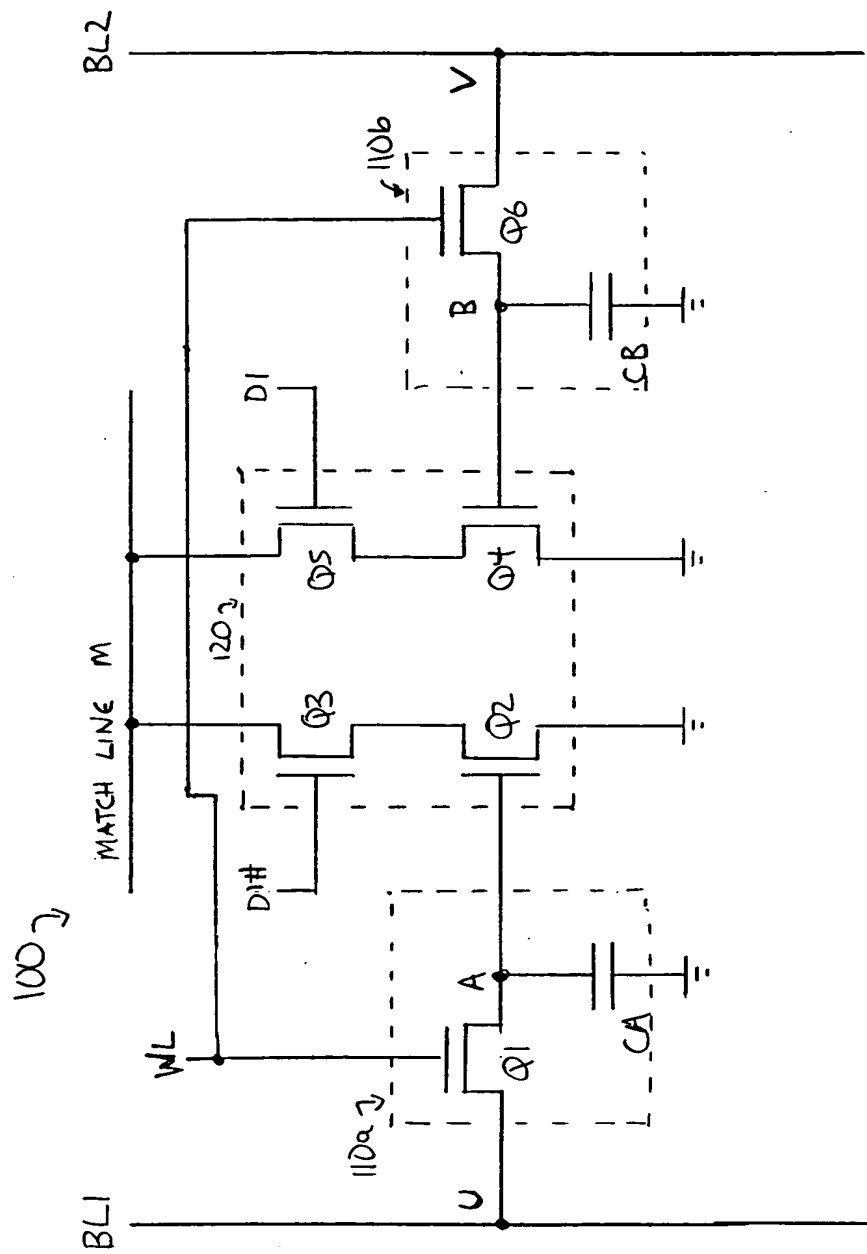 100
BL1
BL2
MATCH LINE M
WL
D1#
D1
120
110a
110b
Q3
Q5
Q2
Q4
Q1
Q6
U
A
B
V
CA
CB